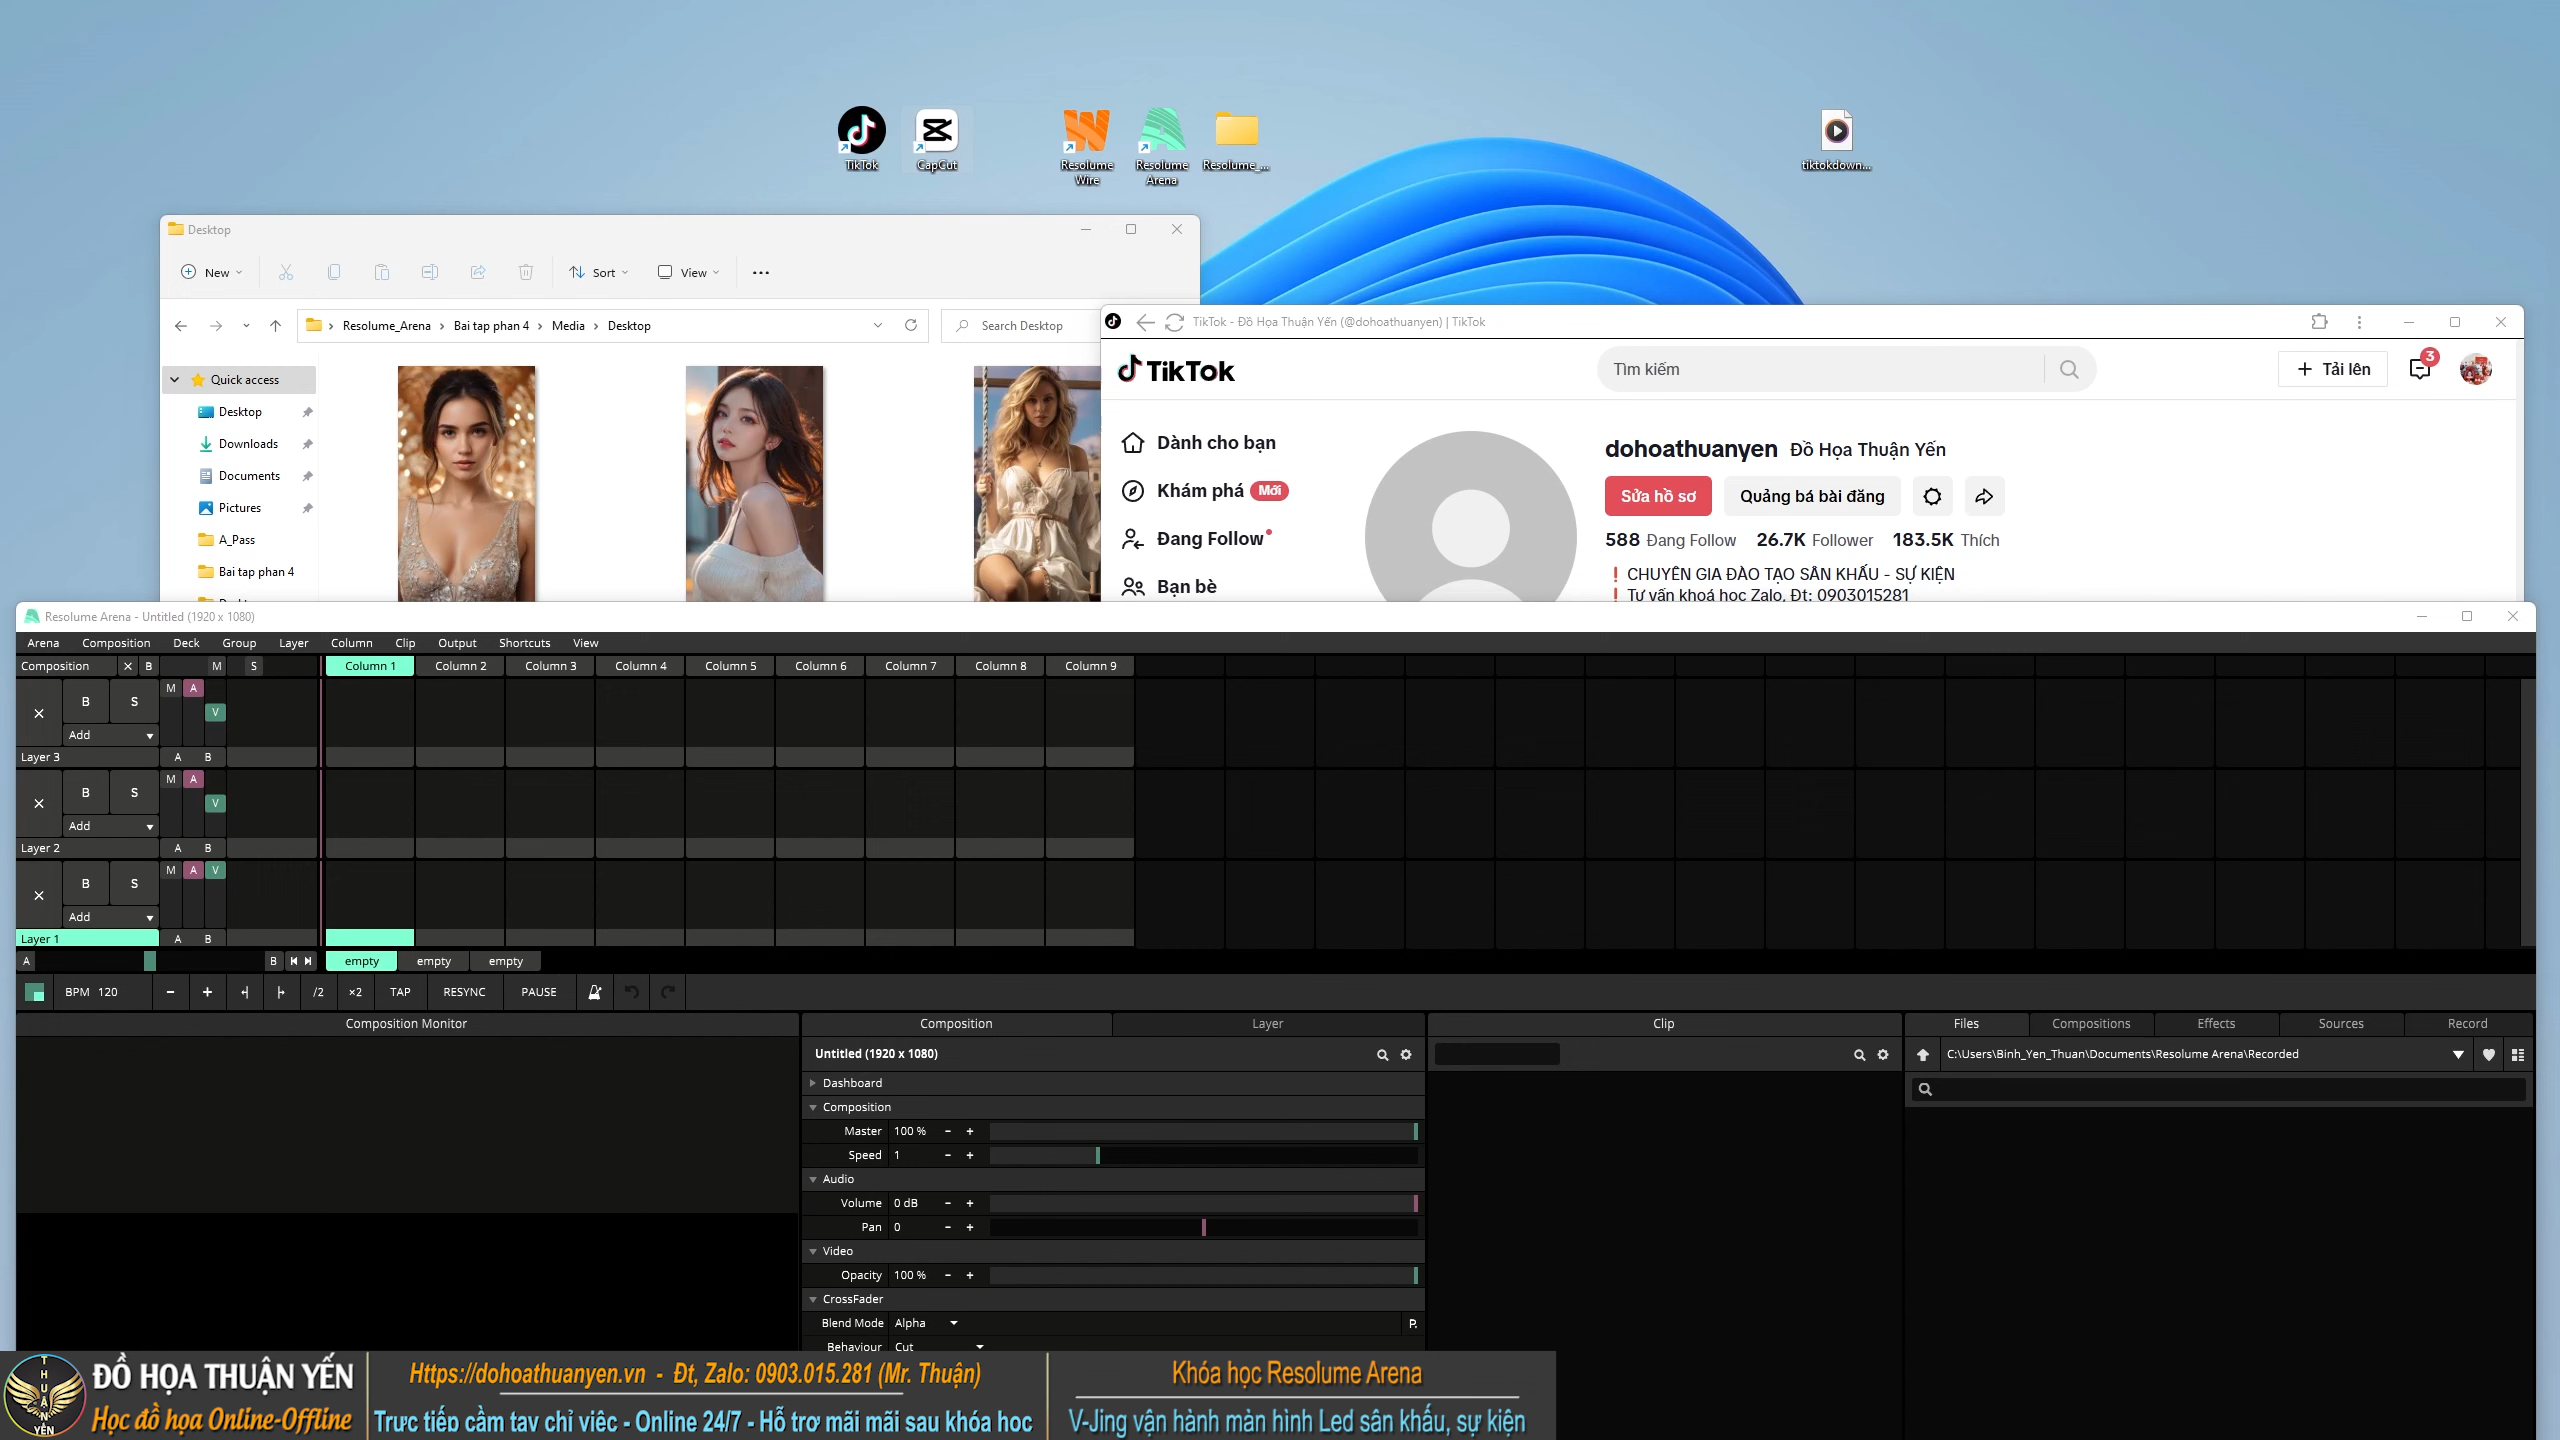 TikTok
CapCut
Resolume Wire
Resolume Arena
Resolume_...
tiktokdown...
Desktop
New
Sort
View
Resolume_Arena › Bai tap phan 4 › Media › Desktop
Search Desktop
Quick access
Desktop
Downloads
Documents
Pictures
A_Pass
Bai tap phan 4
TikTok - Đồ Họa Thuận Yến (@dohoathuanyen) | TikTok
TikTok
Tìm kiếm
Tải lên
3
Dành cho bạn
Khám phá Mới
Đang Follow
Bạn bè
dohoathuanyen Đồ Họa Thuận Yến
Sửa hồ sơ
Quảng bá bài đăng
588 Đang Follow 26.7K Follower 183.5K Thích
❗ CHUYÊN GIA ĐÀO TẠO SÂN KHẤU - SỰ KIỆN
❗ Tư vấn khoá học Zalo, Đt: 0903015281
Resolume Arena - Untitled (1920 x 1080)
Arena Composition Deck Group Layer Column Clip Output Shortcuts View
Composition X B M S Column 1 Column 2 Column 3 Column 4 Column 5 Column 6 Column 7 Column 8 Column 9
M A
X B S V
Add
Layer 3 A B
M A
X B S V
Add
Layer 2 A B
M A V
X B S
Add
Layer 1 A B
A B empty empty empty
BPM 120 - + /2 ×2 TAP RESYNC PAUSE
Composition Monitor
Composition Layer
Clip
Files Compositions Effects Sources Record
Untitled (1920 x 1080)
C:\Users\Binh_Yen_Thuan\Documents\Resolume Arena\Recorded
Dashboard
Composition
Master 100 % - +
Speed 1 - +
Audio
Volume 0 dB - +
Pan 0 - +
Video
Opacity 100 % - +
CrossFader
Blend Mode Alpha
Behaviour Cut
THUẬN YẾN
ĐỒ HỌA THUẬN YẾN
Học đồ họa Online-Offline
Https://dohoathuanyen.vn - Đt, Zalo: 0903.015.281 (Mr. Thuận)
Trực tiếp cầm tay chỉ việc - Online 24/7 - Hỗ trợ mãi mãi sau khóa học
Khóa học Resolume Arena
V-Jing vận hành màn hình Led sân khấu, sự kiện